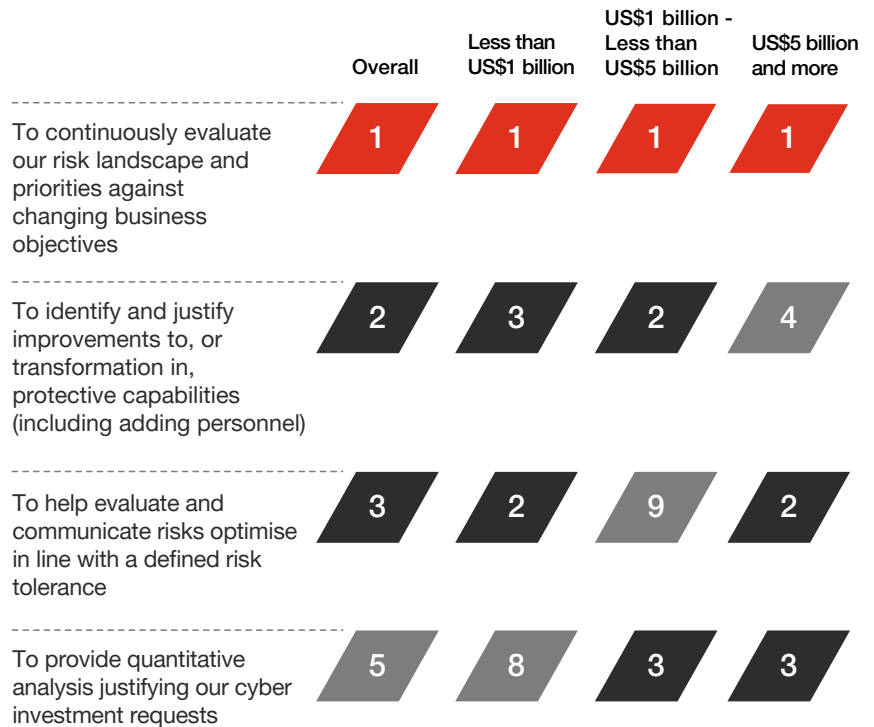 Overall
Less than
US$1 billion
US$1 billion -
Less than
US$5 billion
US$5 billion
and more
To continuously evaluate
our risk landscape and
priorities against
changing business
objectives
1 1 1 1
To identify and justify
improvements to, or
transformation in,
protective capabilities
(including adding personnel)
2 3 2 4
To help evaluate and
communicate risks optimise
in line with a defined risk
tolerance
3 2 9 2
To provide quantitative
analysis justifying our cyber
investment requests
5 8 3 3